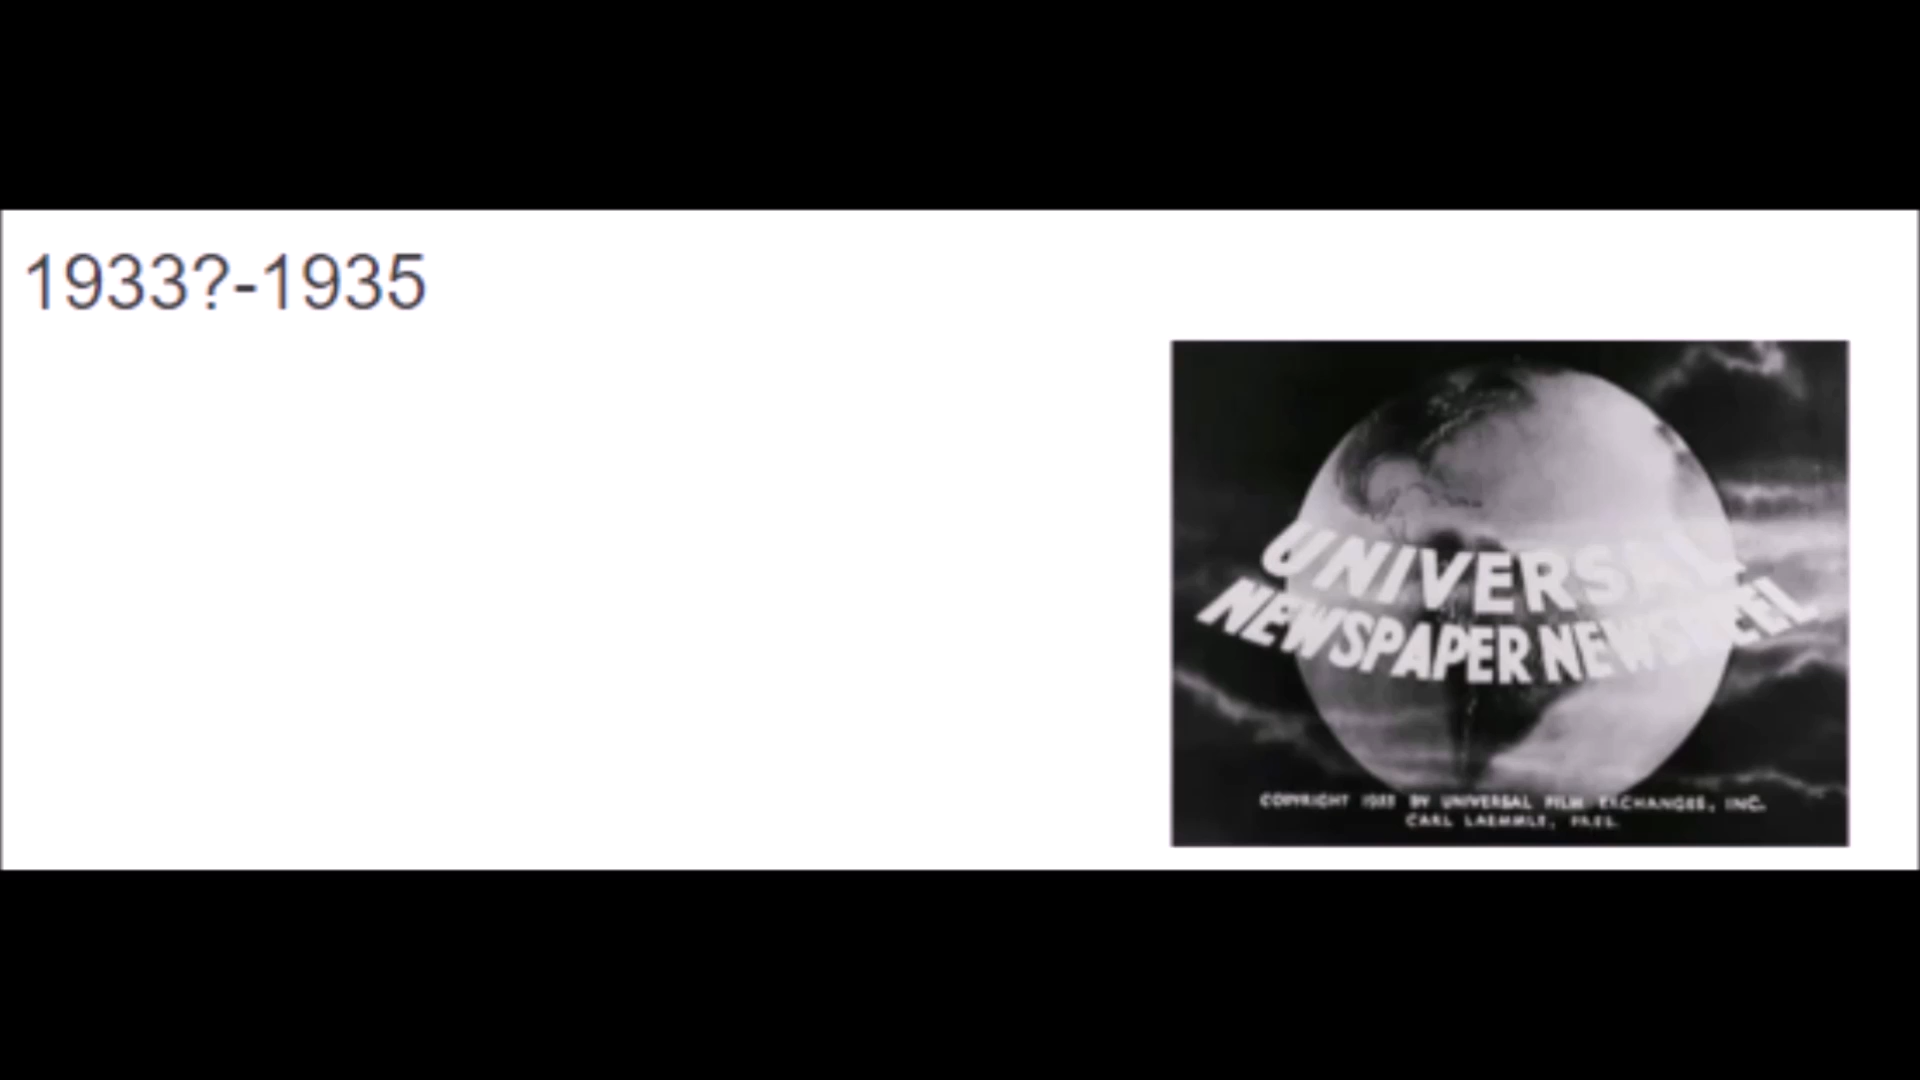 1933?-1935
UNIVERSAL
NEWSPAPER NEWSREEL
COPYRIGHT BY UNIVERSAL FILM EXCHANGES, INC.
CARL LAEMMLE, PRES.